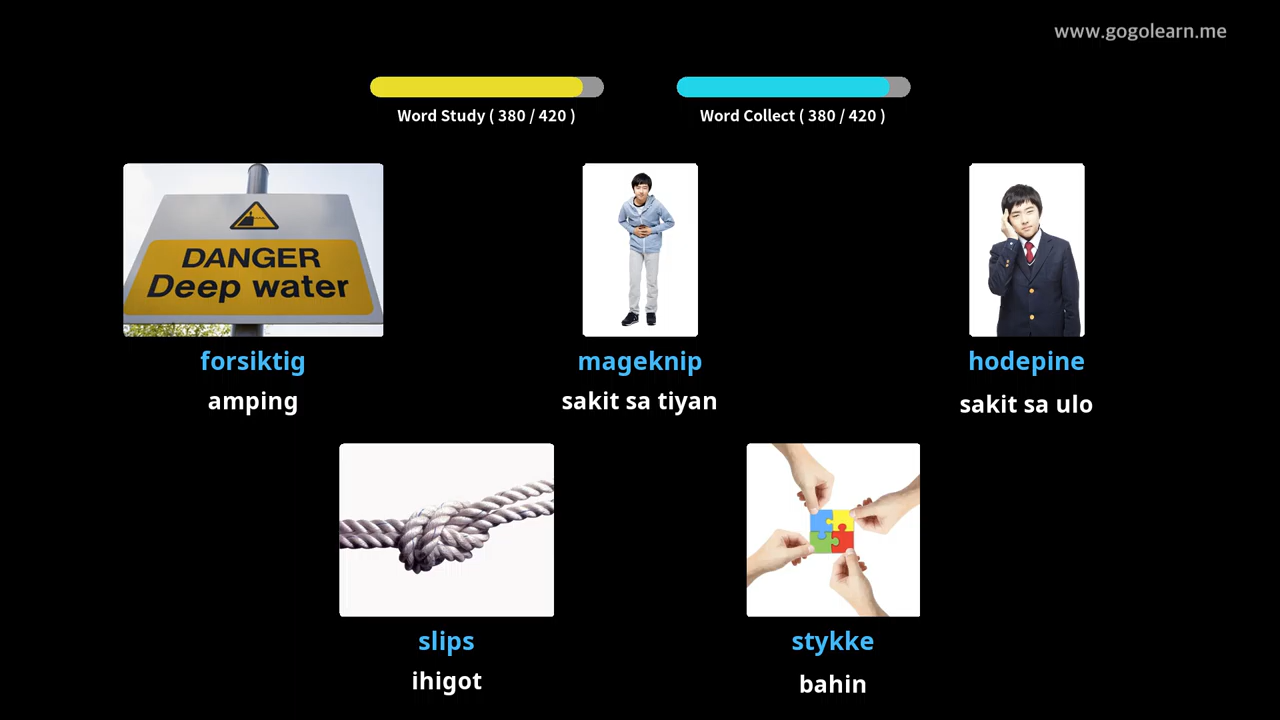 www.gogolearn.me
Word Study ( 380 / 420 )
Word Collect ( 380 / 420 )
DANGER
Deep water
forsiktig
mageknip
hodepine
amping
sakit sa tiyan
sakit sa ulo
slips
stykke
ihigot
bahin